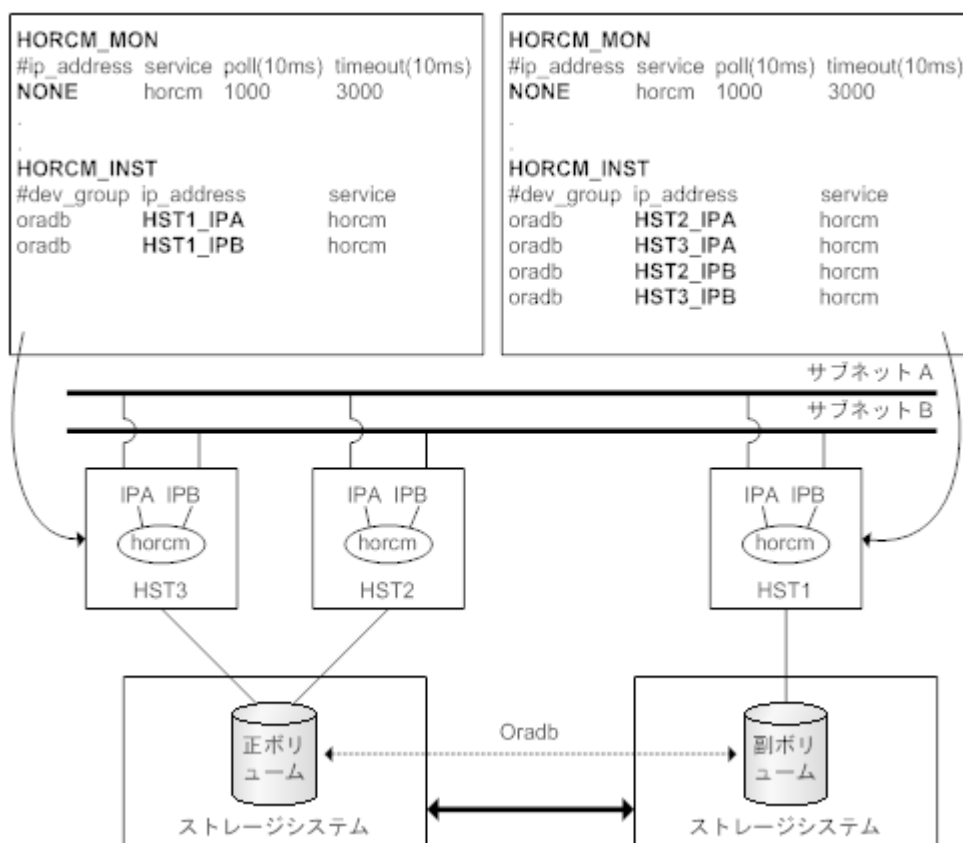 HORCM_MON
#ip_address service poll(10ms) timeout(10ms)
NONE horcm 1000 3000
.
.
HORCM_INST
#dev_group ip_address service
oradb HST1_IPA horcm
oradb HST1_IPB horcm
HORCM_MON
#ip_address service poll(10ms) timeout(10ms)
NONE horcm 1000 3000
.
.
HORCM_INST
#dev_group ip_address service
oradb HST2_IPA horcm
oradb HST3_IPA horcm
oradb HST2_IPB horcm
oradb HST3_IPB horcm
サブネット A
サブネット B
IPA IPB
horcm
HST3
IPA IPB
horcm
HST2
IPA IPB
horcm
HST1
正ボリ
ューム
Oradb
副ボリ
ューム
ストレージシステム
ストレージシステム